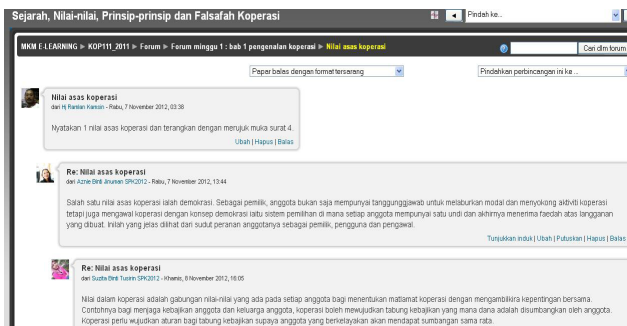 Sejarah, Nilai-nilai, Prinsip-prinsip dan Falsafah Koperasi
Pindah ke...
MKM E-LEARNING ► KOP111_2011 ► Forum ► Forum minggu 1 : bab 1 pengenalan koperasi ► Nilai asas koperasi
Cari dlm forum
Papar balas dengan format tersarang
Pindahkan perbincangan ini ke ...
Nilai asas koperasi
dari Hj Ramlan Kamsin - Rabu, 7 November 2012, 03:38
Nyatakan 1 nilai asas koperasi dan terangkan dengan merujuk muka surat 4.
Ubah | Hapus | Balas
Re: Nilai asas koperasi
dari Aznie Binti Jinuman SPK2012 - Rabu, 7 November 2012, 13:44
Salah satu nilai asas koperasi ialah demokrasi. Sebagai pemilik, anggota bukan saja mempunyai tanggunggjawab untuk melaburkan modal dan menyokong aktiviti koperasi
tetapi juga mengawal koperasi dengan konsep demokrasi iaitu sistem pemilihan di mana setiap anggota mempunyai satu undi dan akhirnya menerima faedah atas langganan
yang dibuat. Inilah yang jelas dilihat dari sudut peranan anggotanya sebagai pemilik, pengguna dan pengawal.
Tunjukkan induk | Ubah | Putuskan | Hapus | Balas
Re: Nilai asas koperasi
dari Suzita Binti Tusirin SPK2012 - Khamis, 8 November 2012, 16:05
Nilai dalam koperasi adalah gabungan nilai-nilai yang ada pada setiap anggota bagi menentukan matlamat koperasi dengan mengambilkira kepentingan bersama.
Contohnya bagi menjaga kebajikan anggota dan keluarga anggota, koperasi boleh mewujudkan tabung kebajikan yang mana dana adalah disumbangkan oleh anggota.
Koperasi perlu wujudkan aturan bagi tabung kebajikan supaya anggota yang berkelayakan akan mendapat sumbangan sama rata.